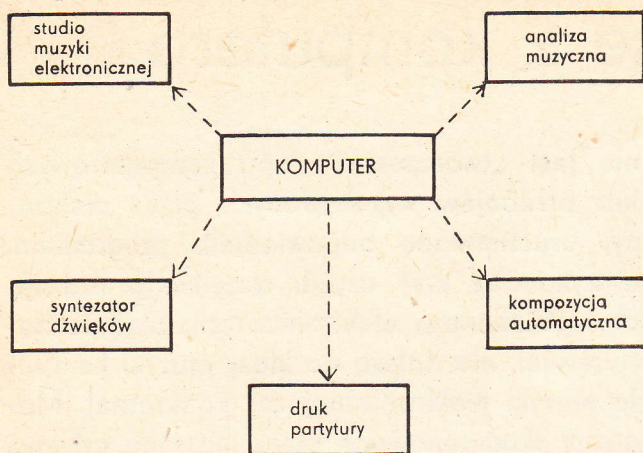 studio
muzyki
elektronicznej
analiza
muzyczna
KOMPUTER
syntezator
dźwięków
kompozycja
automatyczna
druk
partytury